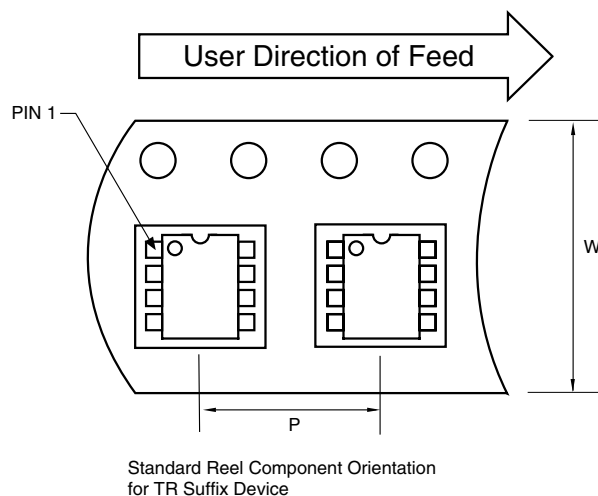 User Direction of Feed
PIN 1
W
P
Standard Reel Component Orientation
for TR Suffix Device